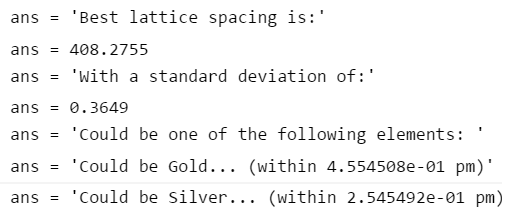 ans = 'Best lattice spacing is:'
ans = 408.2755
ans = 'With a standard deviation of:'
ans = 0.3649
ans = 'Could be one of the following elements: '
ans = 'Could be Gold... (within 4.554508e-01 pm)'
ans = 'Could be Silver... (within 2.545492e-01 pm)